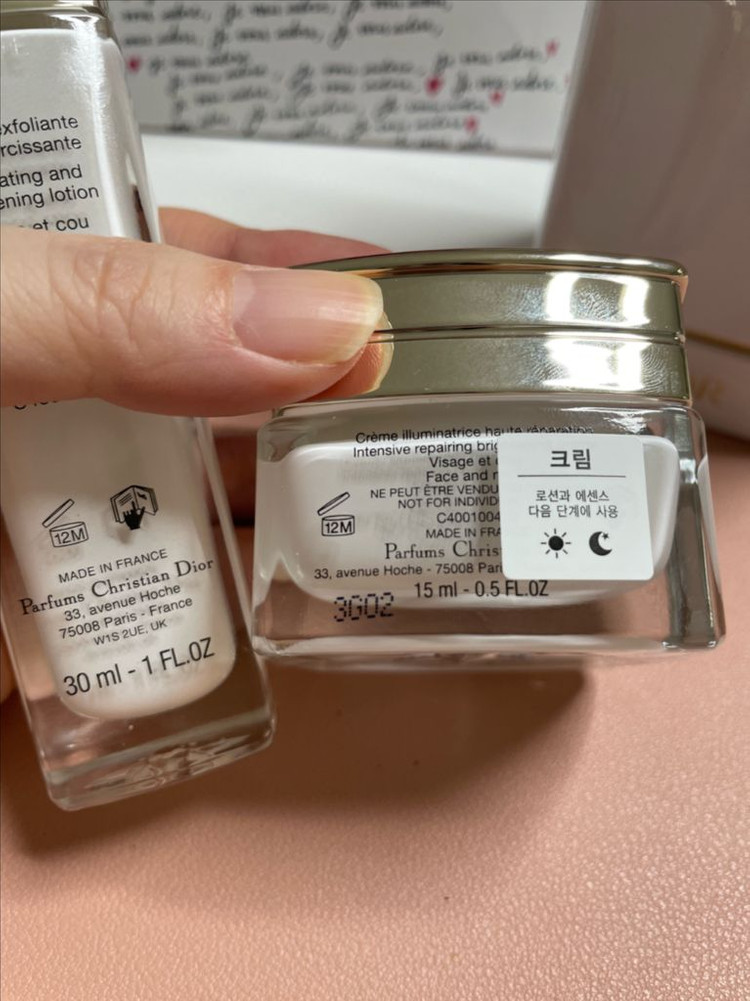 exfoliante
rcissante
ating and
ening lotion
et cou
12M
MADE IN FRANCE
Parfums Christian Dior
33, avenue Hoche
75008 Paris - France
W1S 2UE, UK
30 ml - 1 FL.OZ
Crème illuminatrice haute réparation
Intensive repairing brig
Visage et
Face and
NE PEUT ÊTRE VENDU
NOT FOR INDIVID
C4001004
MADE IN FRA
Parfums Chris
33, avenue Hoche - 75008 Pari
15 ml - 0.5 FL.OZ
12M
3G02
크림
로션과 에센스
다음 단계에 사용